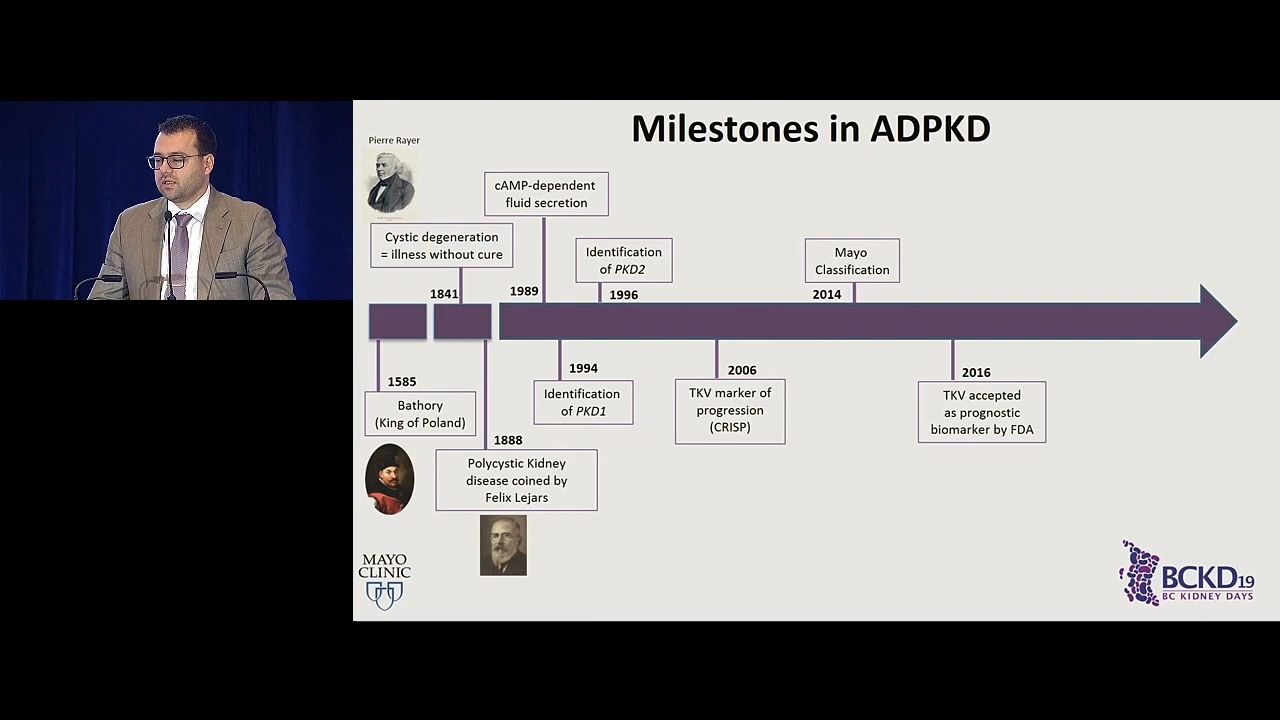 Milestones in ADPKD
Pierre Rayer
cAMP-dependent
fluid secretion
Cystic degeneration
= illness without cure
Identification
of PKD2
Mayo
Classification
1841
1989
1996
2014
1585
Bathory
(King of Poland)
1994
Identification
of PKD1
2006
TKV marker of
progression
(CRISP)
2016
TKV accepted
as prognostic
biomarker by FDA
1888
Polycystic Kidney
disease coined by
Felix Lejars
MAYO
CLINIC
BCKD19
BC KIDNEY DAYS